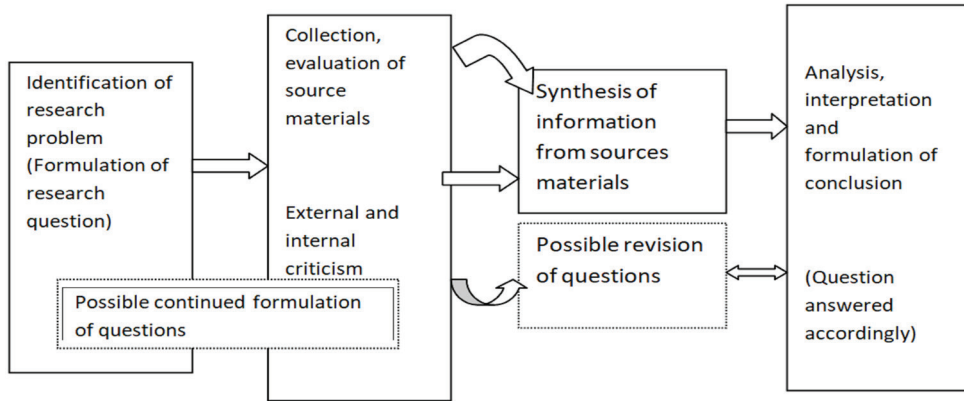 Identification of
research
problem
(Formulation of
research
question)
Possible continued formulation
of questions
Collection,
evaluation of
source
materials
External and
internal
criticism
Synthesis of
information
from sources
materials
Possible revision
of questions
Analysis,
interpretation
and
formulation of
conclusion
(Question
answered
accordingly)